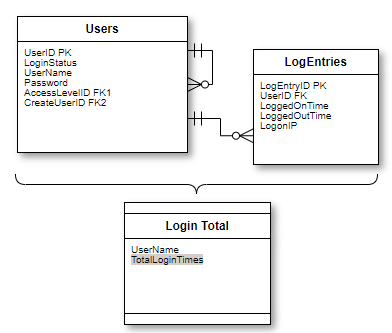 Users
UserID PK
LoginStatus
UserName
Password
AccessLevelID FK1
CreateUserID FK2
LogEntries
LogEntryID PK
UserID FK
LoggedOnTime
LoggedOutTime
LogonIP
Login Total
UserName
TotalLoginTimes